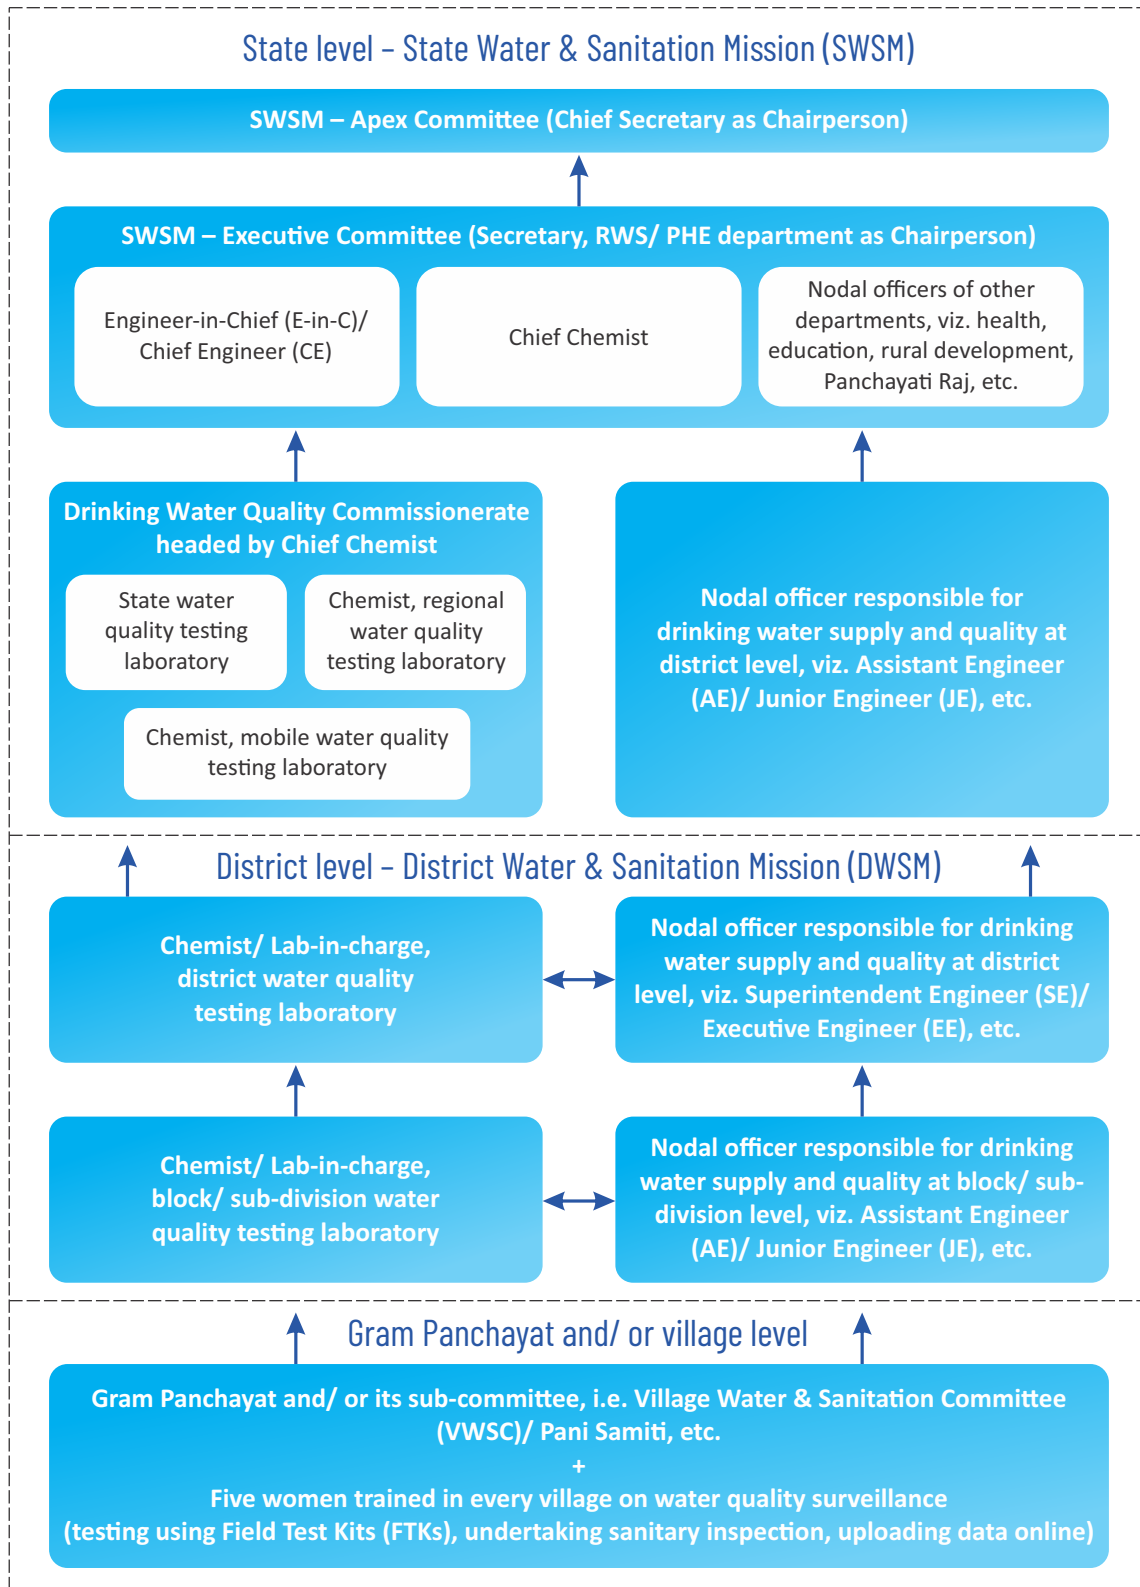 State level – State Water & Sanitation Mission (SWSM)
SWSM – Apex Committee (Chief Secretary as Chairperson)
SWSM – Executive Committee (Secretary, RWS/ PHE department as Chairperson)
Engineer-in-Chief (E-in-C)/
Chief Engineer (CE)
Chief Chemist
Nodal officers of other
departments, viz. health,
education, rural development,
Panchayati Raj, etc.
Drinking Water Quality Commissionerate
headed by Chief Chemist
State water
quality testing
laboratory
Chemist, regional
water quality
testing laboratory
Chemist, mobile water quality
testing laboratory
Nodal officer responsible for
drinking water supply and quality at
district level, viz. Assistant Engineer
(AE)/ Junior Engineer (JE), etc.
District level – District Water & Sanitation Mission (DWSM)
Chemist/ Lab-in-charge,
district water quality
testing laboratory
Nodal officer responsible for drinking
water supply and quality at district
level, viz. Superintendent Engineer (SE)/
Executive Engineer (EE), etc.
Chemist/ Lab-in-charge,
block/ sub-division water
quality testing laboratory
Nodal officer responsible for drinking
water supply and quality at block/ sub-
division level, viz. Assistant Engineer
(AE)/ Junior Engineer (JE), etc.
Gram Panchayat and/ or village level
Gram Panchayat and/ or its sub-committee, i.e. Village Water & Sanitation Committee
(VWSC)/ Pani Samiti, etc.
+
Five women trained in every village on water quality surveillance
(testing using Field Test Kits (FTKs), undertaking sanitary inspection, uploading data online)